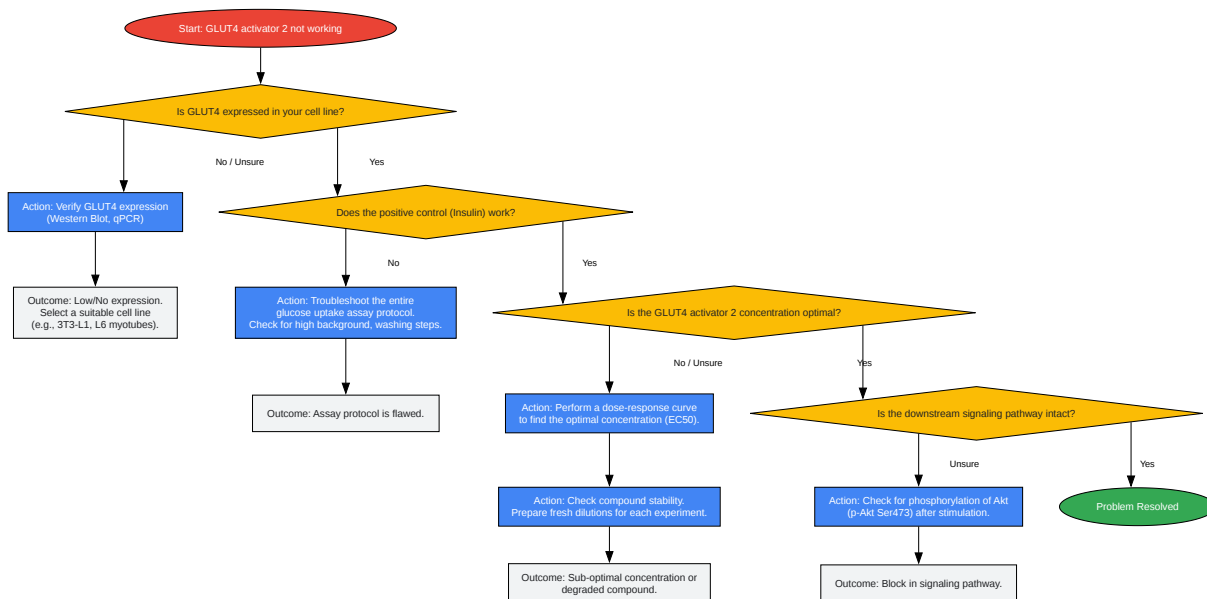 Start: GLUT4 activator 2 not working
Is GLUT4 expressed in your cell line?
No / Unsure
Yes
Action: Verify GLUT4 expression
(Western Blot, qPCR)
Does the positive control (Insulin) work?
No
Yes
Outcome: Low/No expression.
Select a suitable cell line
(e.g., 3T3-L1, L6 myotubes).
Action: Troubleshoot the entire
glucose uptake assay protocol.
Check for high background, washing steps.
Is the GLUT4 activator 2 concentration optimal?
No / Unsure
Yes
Outcome: Assay protocol is flawed.
Action: Perform a dose-response curve
to find the optimal concentration (EC50).
Is the downstream signaling pathway intact?
Unsure
Yes
Action: Check compound stability.
Prepare fresh dilutions for each experiment.
Action: Check for phosphorylation of Akt
(p-Akt Ser473) after stimulation.
Problem Resolved
Outcome: Sub-optimal concentration or
degraded compound.
Outcome: Block in signaling pathway.